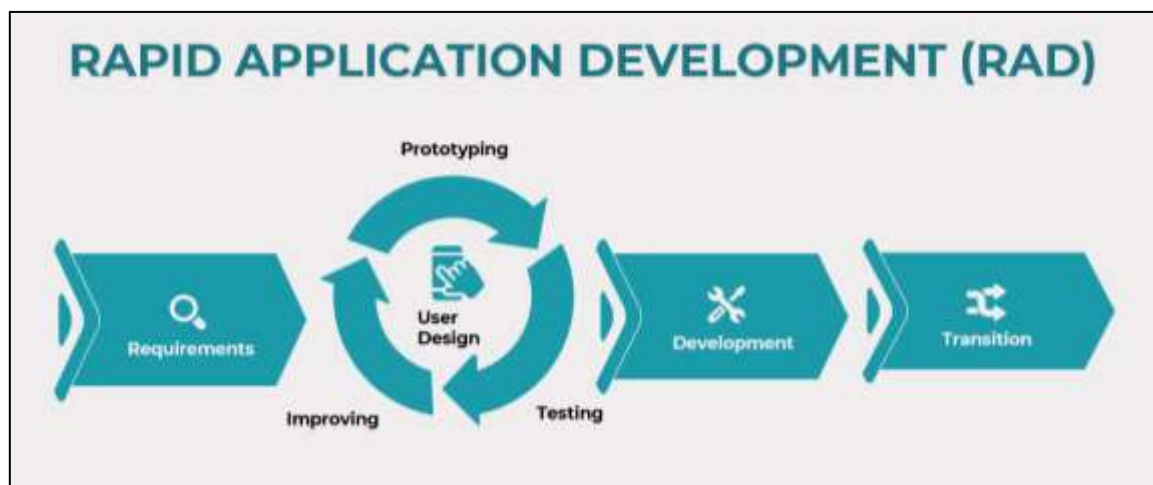 RAPID APPLICATION DEVELOPMENT (RAD)
Prototyping
Requirements
User
Design
Development
Transition
Improving
Testing